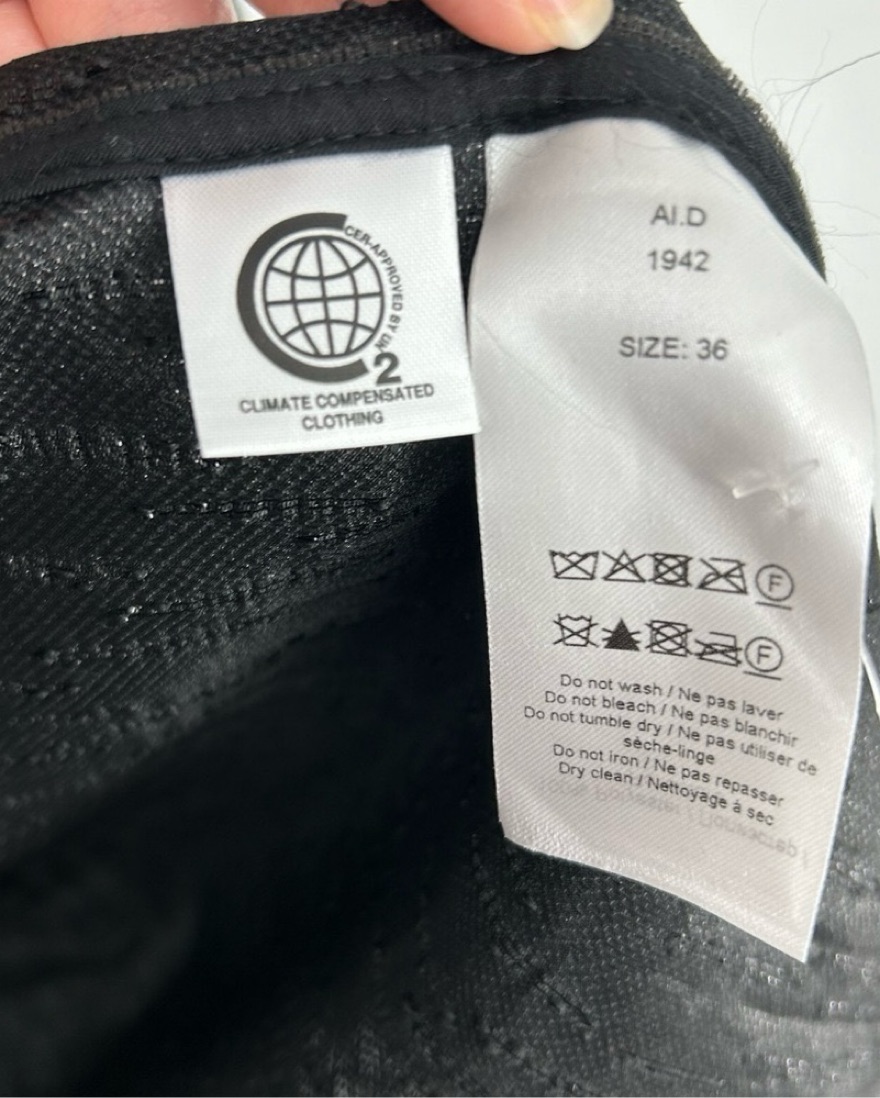 CER-APPROVED BY UN
2
CLIMATE COMPENSATED
CLOTHING
AI.D
1942
SIZE: 36
F
F
Do not wash / Ne pas laver
Do not bleach / Ne pas blanchir
Do not tumble dry / Ne pas utiliser de
sèche-linge
Do not iron / Ne pas repasser
Dry clean / Nettoyage à sec